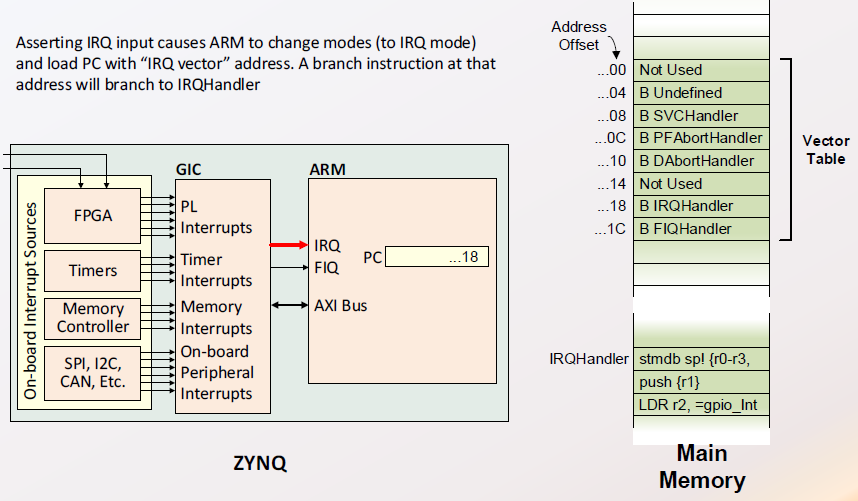 Asserting IRQ input causes ARM to change modes (to IRQ mode)
and load PC with “IRQ vector” address. A branch instruction at that
address will branch to IRQHandler
On-board Interrupt Sources
FPGA
Timers
Memory
Controller
SPI, I2C,
CAN, Etc.
GIC
PL
Interrupts
Timer
Interrupts
Memory
Interrupts
On-board
Peripheral
Interrupts
ARM
IRQ
FIQ
PC ...18
AXI Bus
ZYNQ
Address
Offset
...00 Not Used
...04 B Undefined
...08 B SVCHandler
...0C B PFAbortHandler
...10 B DAbortHandler
...14 Not Used
...18 B IRQHandler
...1C B FIQHandler
Vector
Table
IRQHandler stmdb sp! {r0-r3,
push {r1}
LDR r2, =gpio_Int
Main
Memory